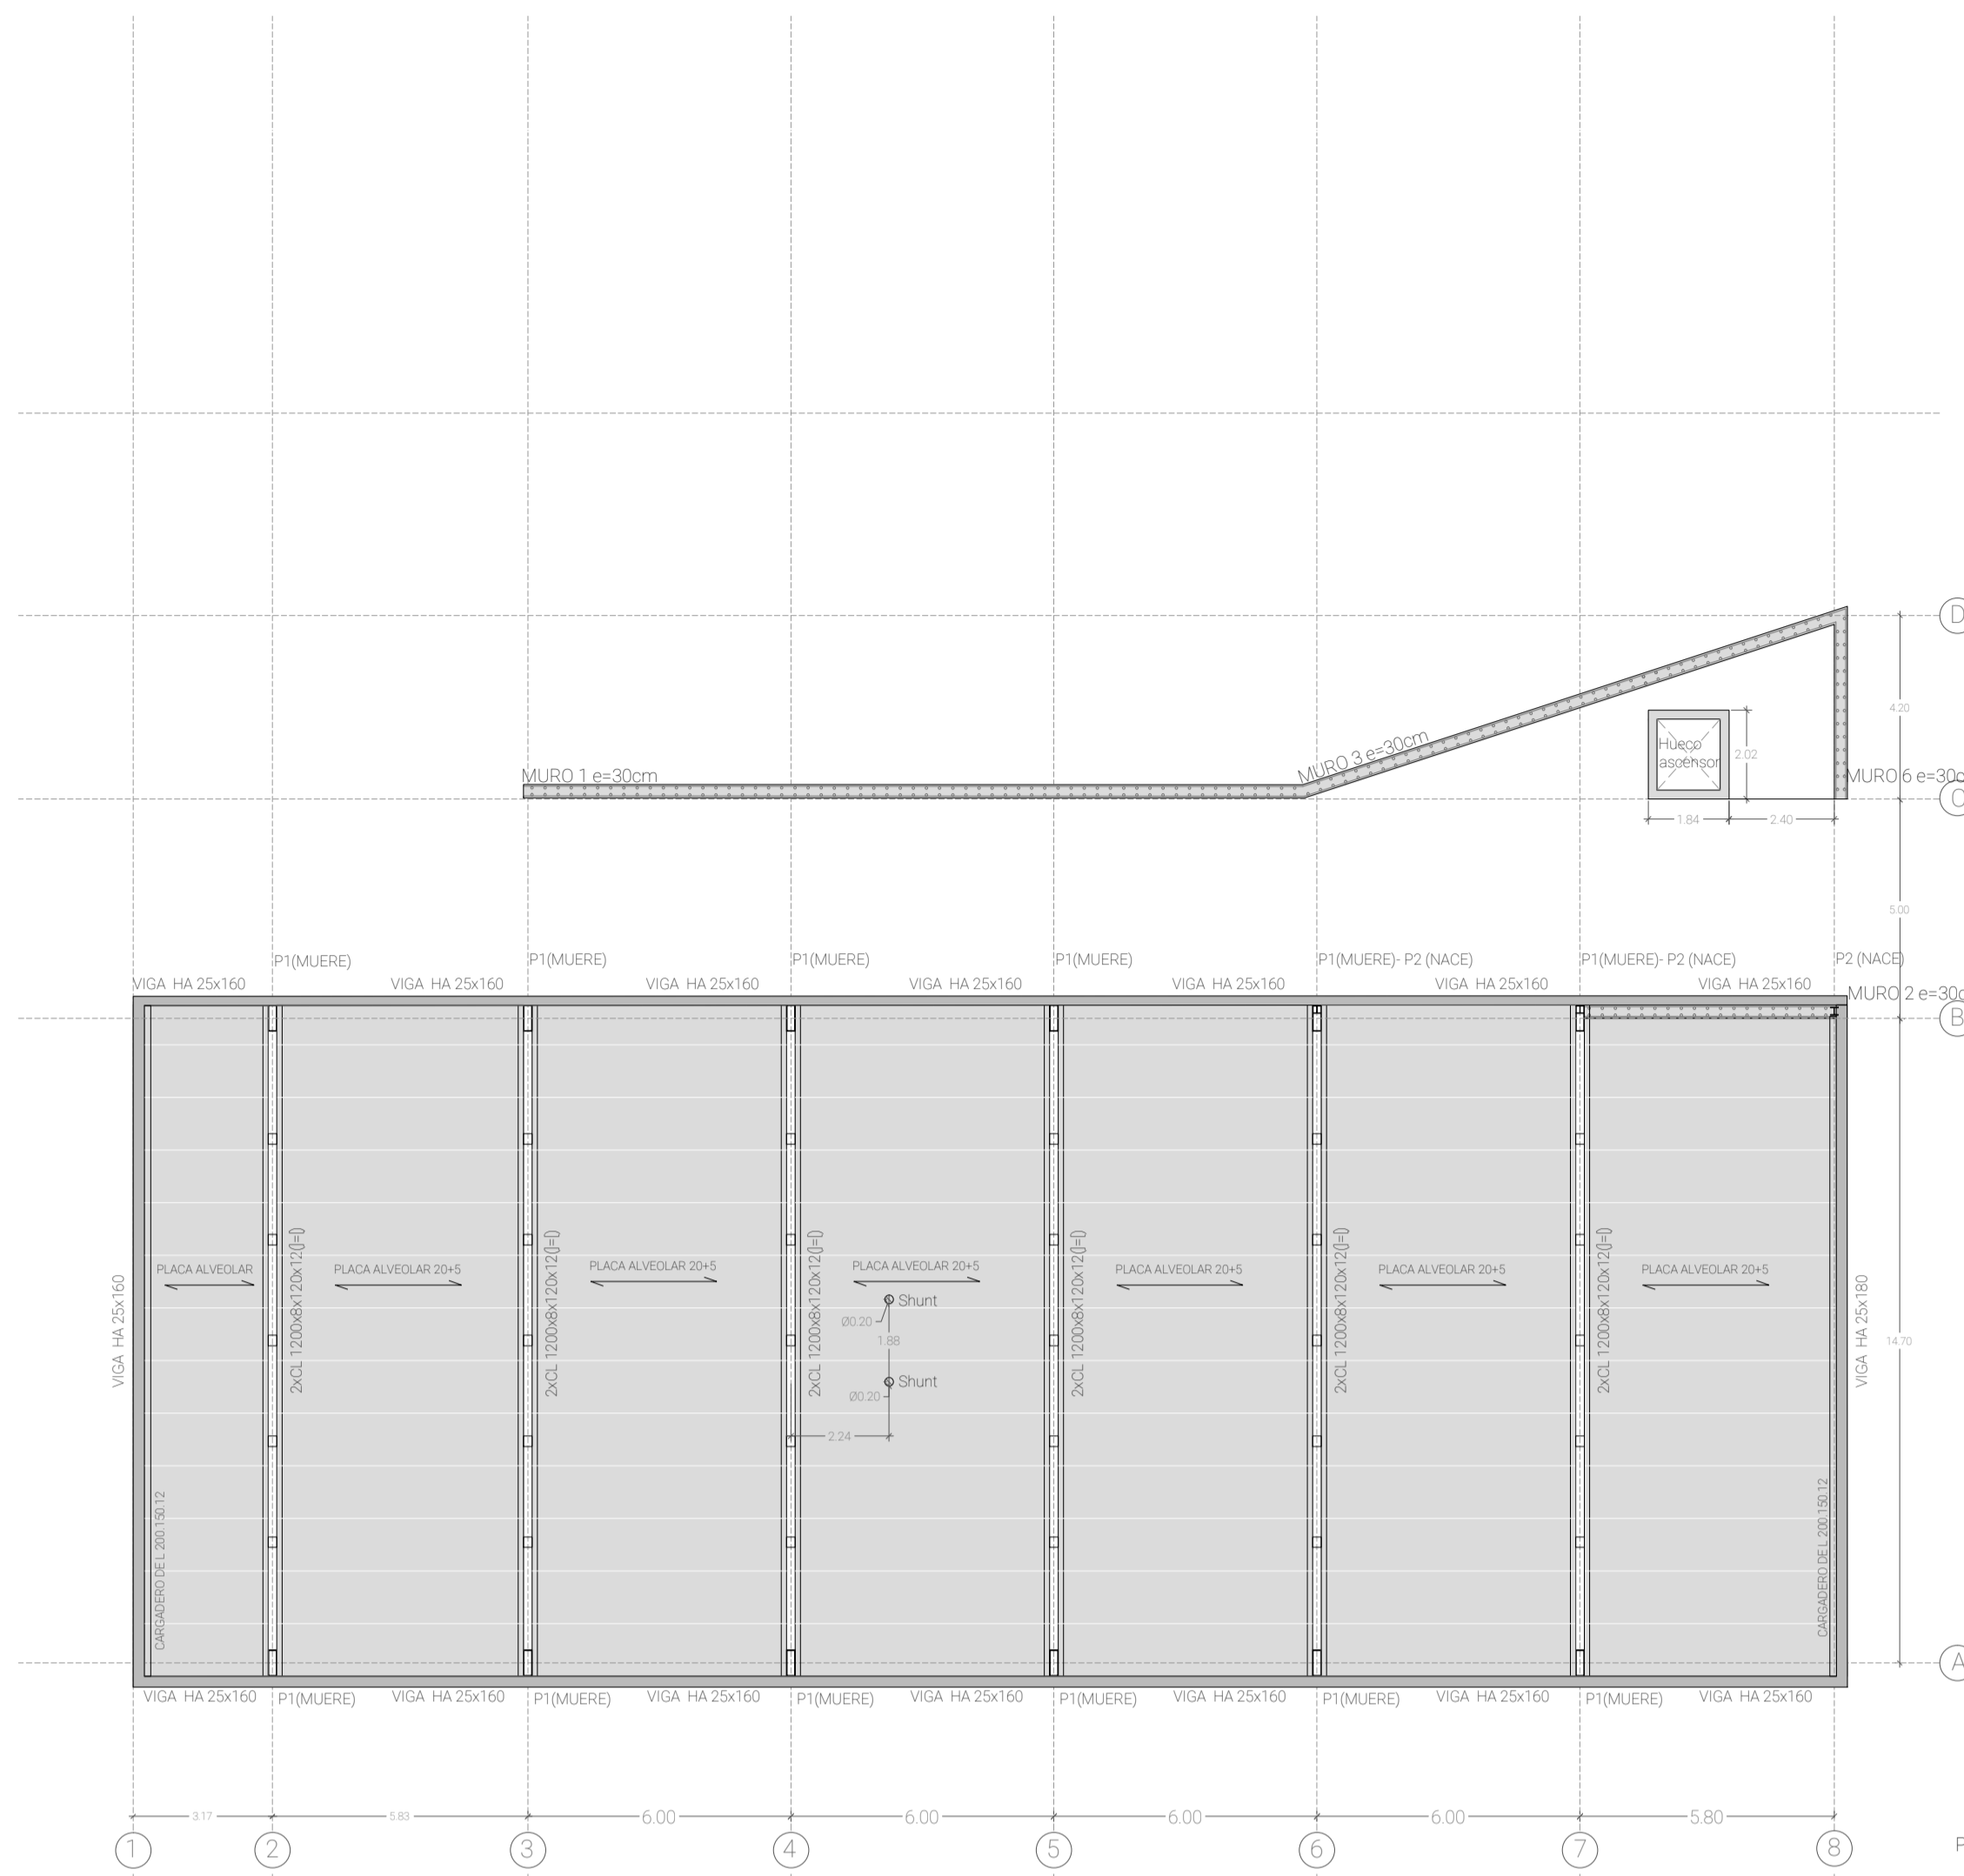 D
4.20
Hueco
ascensor
2.02
MURO 3 e=30cm
MURO 1 e=30cm
MURO 6 e=30c
C
1.84
2.40
5.00
P1(MUERE)
P1(MUERE)
P1(MUERE)
P1(MUERE)
P1(MUERE)- P2 (NACE)
P1(MUERE)- P2 (NACE)
P2 (NACE)
VIGA HA 25x160
VIGA HA 25x160
VIGA HA 25x160
VIGA HA 25x160
VIGA HA 25x160
VIGA HA 25x160
VIGA HA 25x160
MURO 2 e=30c
B
VIGA HA 25x160
PLACA ALVEOLAR
PLACA ALVEOLAR 20+5
PLACA ALVEOLAR 20+5
PLACA ALVEOLAR 20+5
PLACA ALVEOLAR 20+5
PLACA ALVEOLAR 20+5
PLACA ALVEOLAR 20+5
2xCL 1200x8x120x12(]=[)
2xCL 1200x8x120x12(]=[)
2xCL 1200x8x120x12(]=[)
2xCL 1200x8x120x12(]=[)
2xCL 1200x8x120x12(]=[)
2xCL 1200x8x120x12(]=[)
VIGA HA 25x180
Shunt
Ø0.20
1.88
14.70
Shunt
Ø0.20
2.24
CARGADERO DE L 200.150.12
CARGADERO DE L 200.150.12
A
VIGA HA 25x160
P1(MUERE)
VIGA HA 25x160
P1(MUERE)
VIGA HA 25x160
P1(MUERE)
VIGA HA 25x160
P1(MUERE)
VIGA HA 25x160
P1(MUERE)
VIGA HA 25x160
P1(MUERE)
VIGA HA 25x160
3.17
5.83
6.00
6.00
6.00
6.00
5.80
1
2
3
4
5
6
7
8